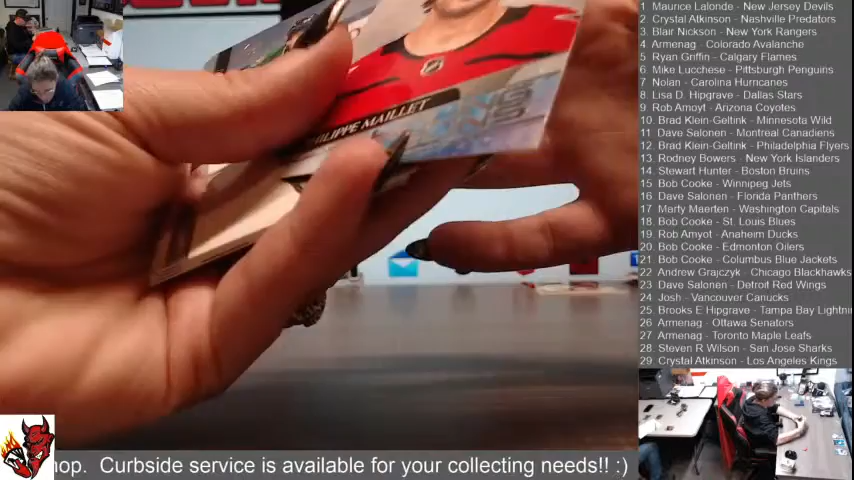 1 Maurice Lalonde - New Jersey Devils
2 Crystal Atkinson - Nashville Predators
3. Blair Nickson - New York Rangers
4 Armenag - Colorado Avalanche
5 Ryan Griffin - Calgary Flames
6. Mike Lucchese - Pittsburgh Penguins
7 Nolan - Carolina Hurricanes
8. Lisa D. Hipgrave - Dallas Stars
9 Rob Amoyt - Arizona Coyotes
10. Brad Klein-Geltink - Minnesota Wild
11 Dave Salonen - Montreal Canadiens
12. Brad Klein-Geltink - Philadelphia Flyers
13. Rodney Bowers - New York Islanders
14. Stewart Hunter - Boston Bruins
15 Bob Cooke - Winnipeg Jets
16 Dave Salonen - Florida Panthers
17 Marty Maerten - Washington Capitals
18 Bob Cooke - St. Louis Blues
19. Rob Amyot - Anaheim Ducks
20. Bob Cooke - Edmonton Oilers
21. Bob Cooke - Columbus Blue Jackets
22 Andrew Grajczyk - Chicago Blackhawks
23 Dave Salonen - Detroit Red Wings
24 Josh - Vancouver Canucks
25. Brooks E Hipgrave - Tampa Bay Lightnin
26 Armenag - Ottawa Senators
27 Armenag - Toronto Maple Leafs
28. Steven R Wilson - San Jose Sharks
29. Crystal Atkinson - Los Angeles Kings
HILIPPE MAILLET
hop. Curbside service is available for your collecting needs!! :)